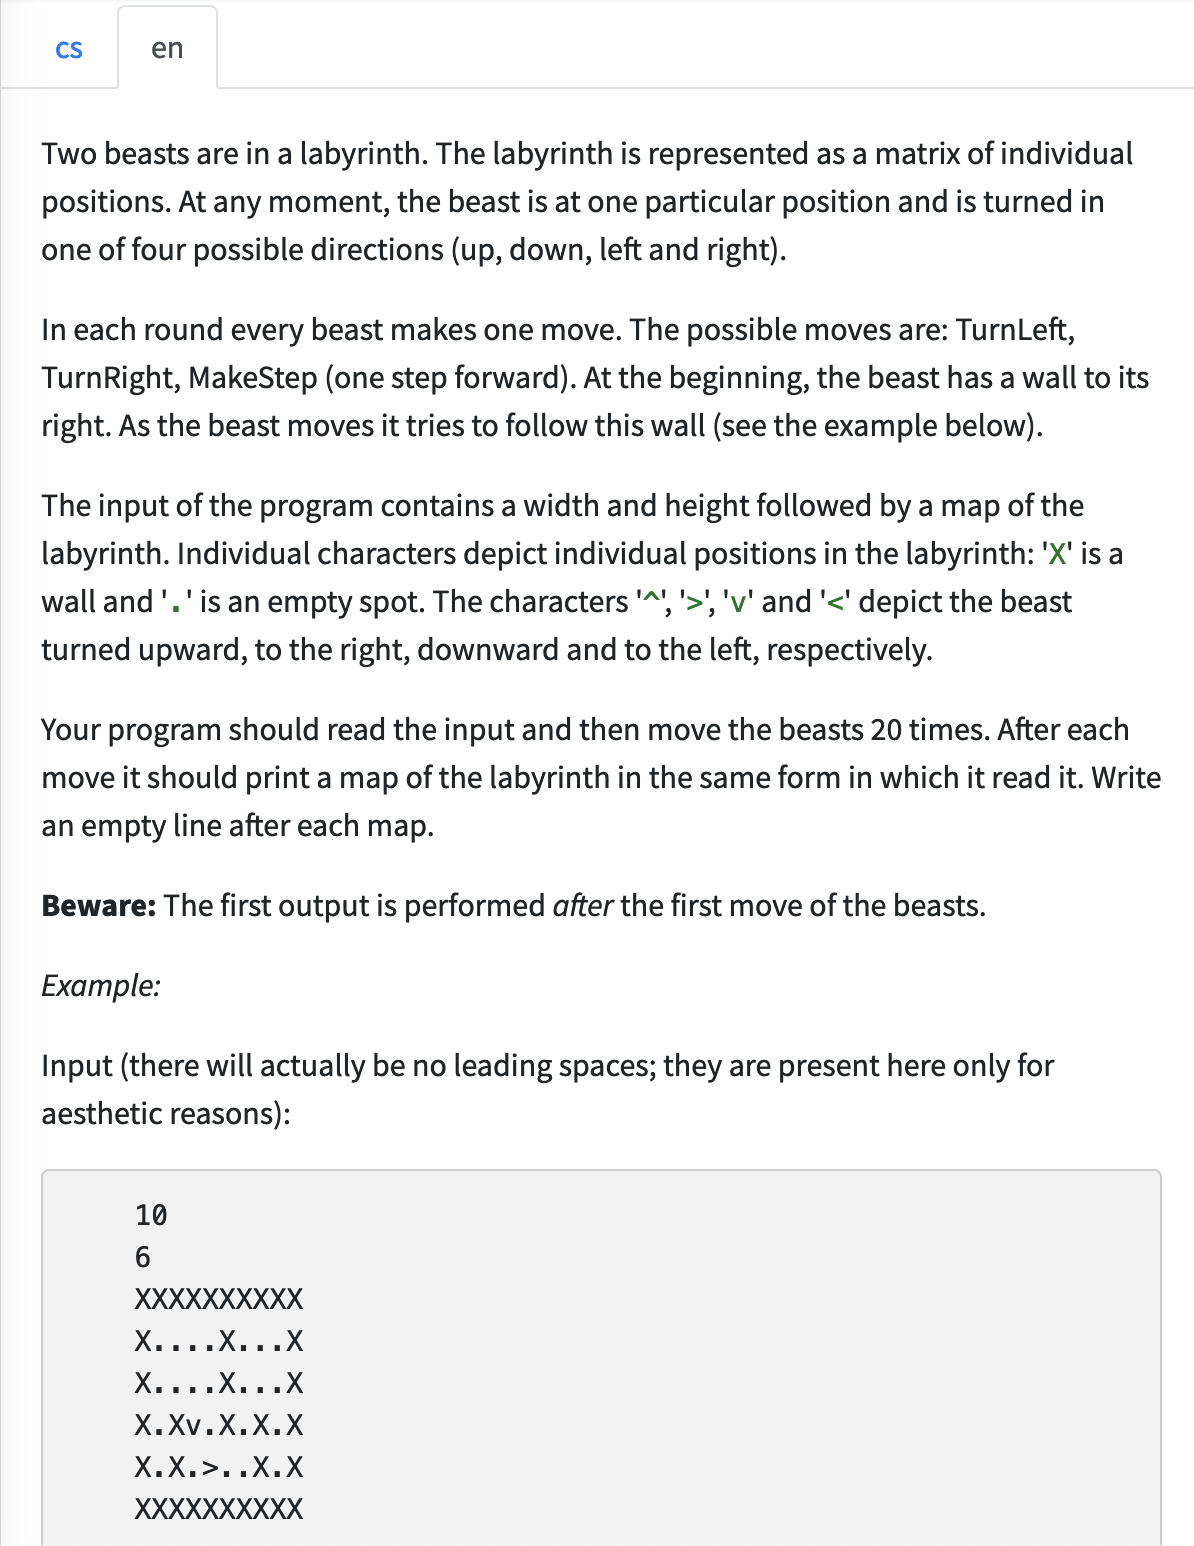 cs
en
Two beasts are in a labyrinth. The labyrinth is represented as a matrix of individual
positions. At any moment, the beast is at one particular position and is turned in
one of four possible directions (up, down, left and right).
In each round every beast makes one move. The possible moves are: TurnLeft,
TurnRight, MakeStep (one step forward). At the beginning, the beast has a wall to its
right. As the beast moves it tries to follow this wall (see the example below).
The input of the program contains a width and height followed by a map of the
labyrinth. Individual characters depict individual positions in the labyrinth: 'X' is a
wall and '.' is an empty spot. The characters '^', '>', 'v' and '<' depict the beast
turned upward, to the right, downward and to the left, respectively.
Your program should read the input and then move the beasts 20 times. After each
move it should print a map of the labyrinth in the same form in which it read it. Write
an empty line after each map.
Beware: The first output is performed after the first move of the beasts.
Example:
Input (there will actually be no leading spaces; they are present here only for
aesthetic reasons):
10
6
XXXXXXXXXX
X....X...X
X....X...X
X.Xv.X.X.X
X.X.>..X.X
XXXXXXXXXX